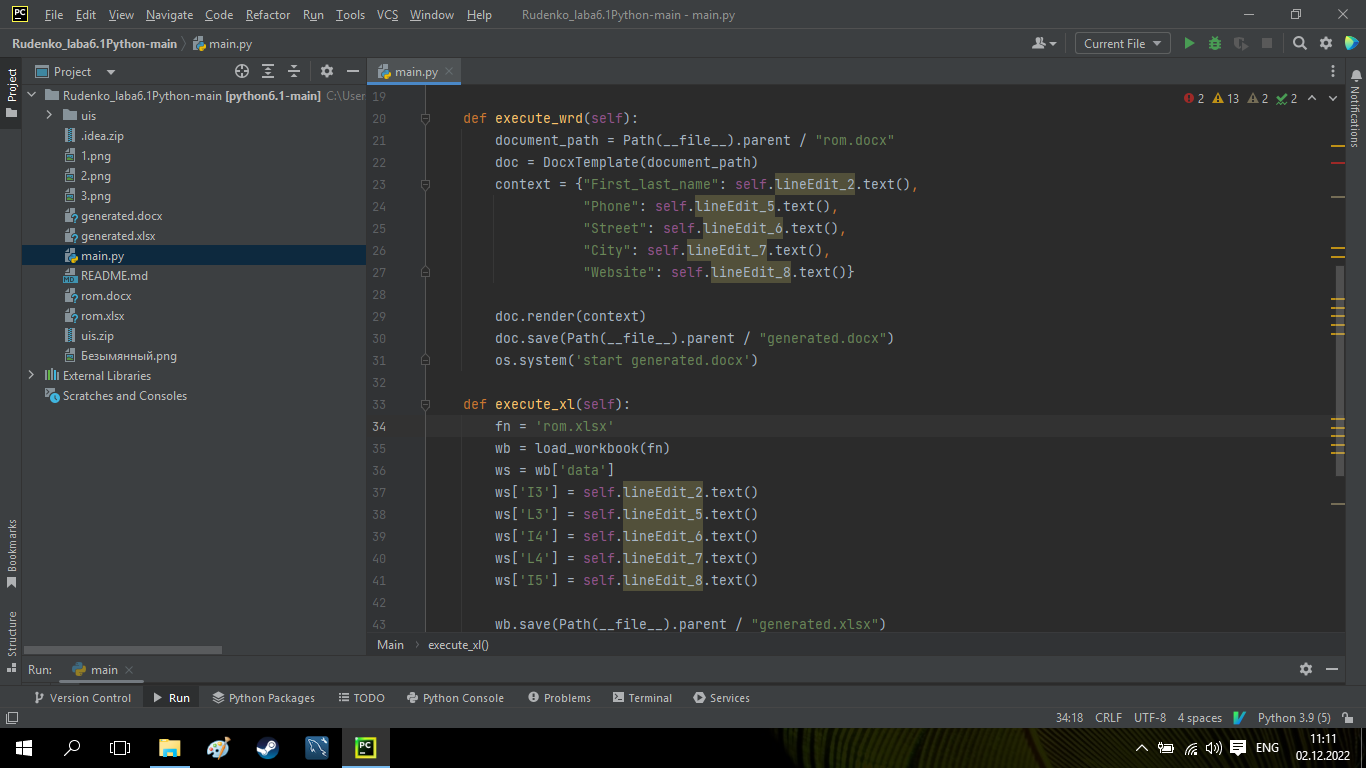 PC File Edit View Navigate Code Refactor Run Tools VCS Window Help Rudenko_laba6.1Python-main - main.py
Rudenko_laba6.1Python-main main.py Current File
Project main.py
Project
Rudenko_laba6.1Python-main [python6.1-main] C:\User
uis
.idea.zip
1.png
2.png
3.png
generated.docx
generated.xlsx
main.py
README.md
rom.docx
rom.xlsx
uis.zip
Безымянный.png
External Libraries
Scratches and Consoles
Bookmarks
Structure
2 13 2 2
Notifications
19
20 def execute_wrd(self):
21 document_path = Path(__file__).parent / "rom.docx"
22 doc = DocxTemplate(document_path)
23 context = {"First_last_name": self.lineEdit_2.text(),
24 "Phone": self.lineEdit_5.text(),
25 "Street": self.lineEdit_6.text(),
26 "City": self.lineEdit_7.text(),
27 "Website": self.lineEdit_8.text()}
28
29 doc.render(context)
30 doc.save(Path(__file__).parent / "generated.docx")
31 os.system('start generated.docx')
32
33 def execute_xl(self):
34 fn = 'rom.xlsx'
35 wb = load_workbook(fn)
36 ws = wb['data']
37 ws['I3'] = self.lineEdit_2.text()
38 ws['L3'] = self.lineEdit_5.text()
39 ws['I4'] = self.lineEdit_6.text()
40 ws['L4'] = self.lineEdit_7.text()
41 ws['I5'] = self.lineEdit_8.text()
42
43 wb.save(Path(__file__).parent / "generated.xlsx")
Main execute_xl()
Run: main
Version Control Run Python Packages TODO Python Console Problems Terminal Services
34:18 CRLF UTF-8 4 spaces Python 3.9 (5)
PC ENG 11:11
02.12.2022